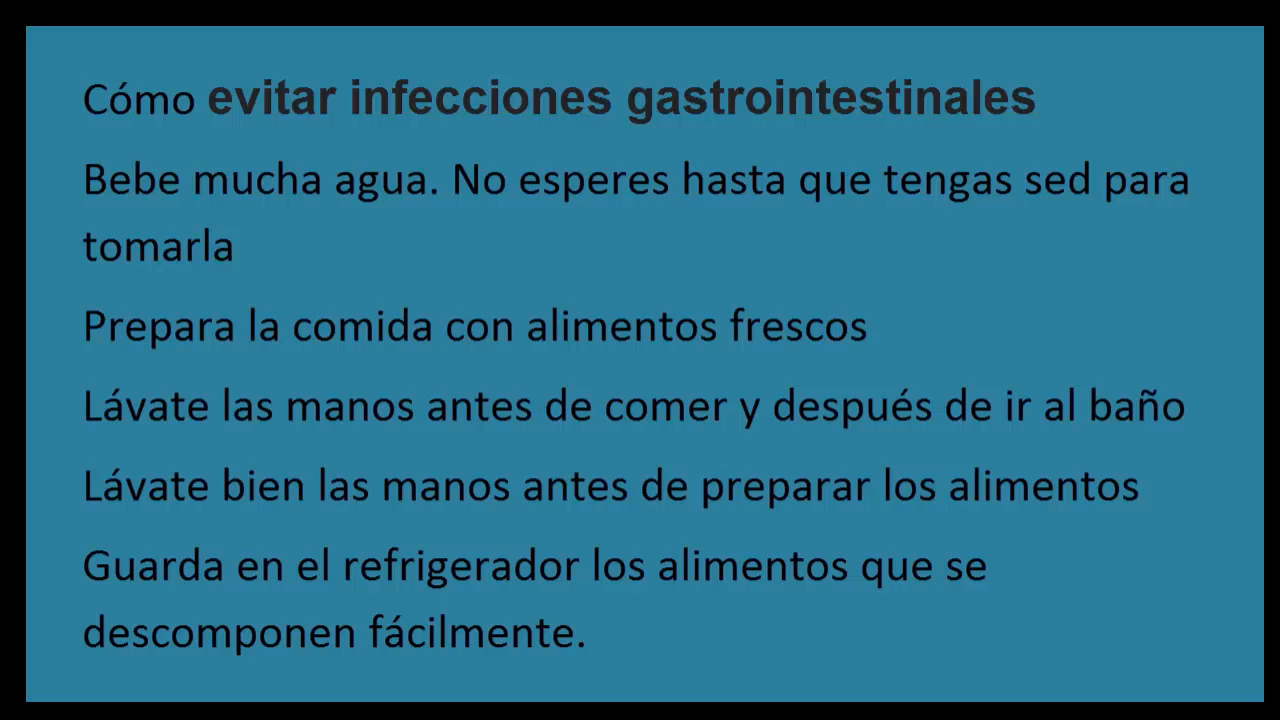 Cómo evitar infecciones gastrointestinales
Bebe mucha agua. No esperes hasta que tengas sed para
tomarla
Prepara la comida con alimentos frescos
Lávate las manos antes de comer y después de ir al baño
Lávate bien las manos antes de preparar los alimentos
Guarda en el refrigerador los alimentos que se
descomponen fácilmente.